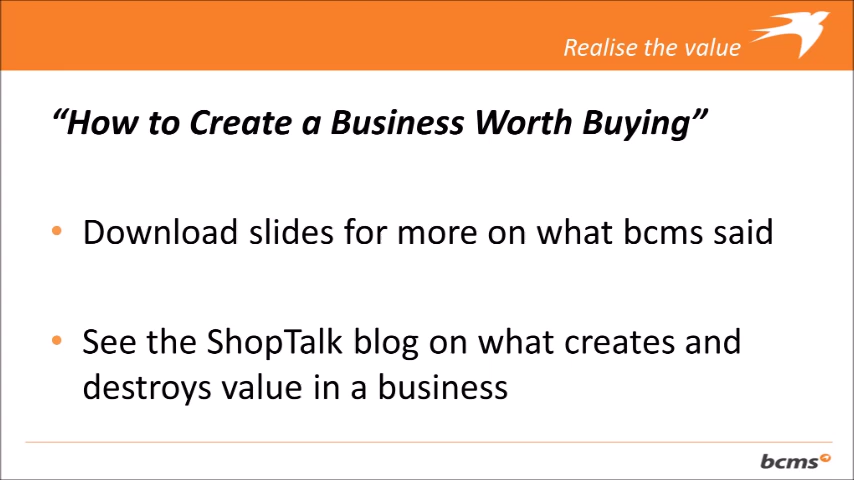 Realise the value
“How to Create a Business Worth Buying”
• Download slides for more on what bcms said
• See the ShopTalk blog on what creates and
destroys value in a business
bcms